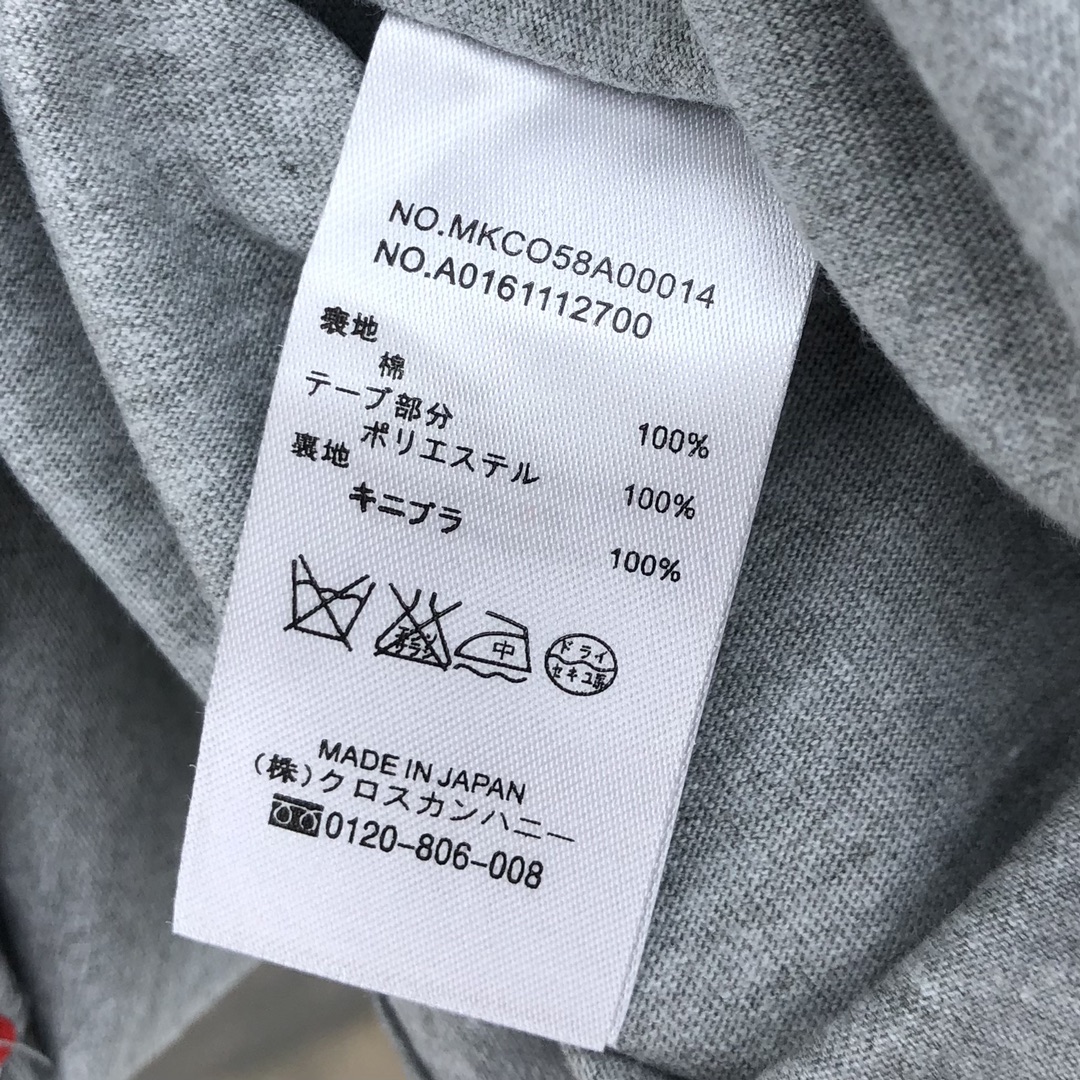 NO.MKCO58A00014
NO.A0161112700
表地
棉 100%
テープ部分
ポリエステル 100%
裏地
キニプラ 100%
中
ドライ
セキユ系
MADE IN JAPAN
(株)クロスカンハニー
0120-806-008